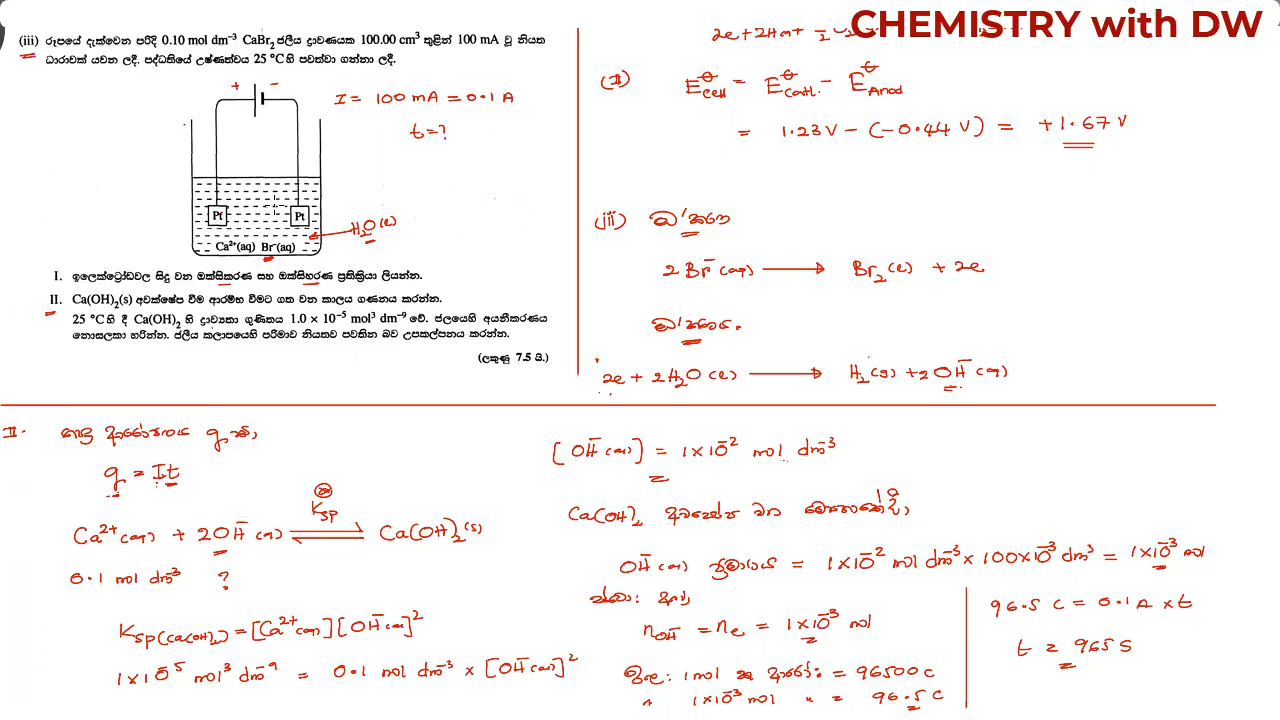 CHEMISTRY with DW
(iii) රූපයේ දැක්වෙන පරිදි 0.10 mol dm⁻³ CaBr₂ ජලීය ද්‍රාවණයක 100.00 cm³ තුළින් 100 mA වූ නියත
ධාරාවක් යවන ලදී. පද්ධතියේ උෂ්ණත්වය 25 °C හි පවත්වා ගන්නා ලදී.
+ −
I = 100 mA = 0.1 A
t = ?
Pt Pt
H₂O(l)
Ca²⁺(aq) Br⁻(aq)
I. ඉලෙක්ට්‍රෝඩවල සිදු වන ඔක්සිකරණ සහ ඔක්සිහරණ ප්‍රතික්‍රියා ලියන්න.
II. Ca(OH)₂(s) අවක්ෂේප වීම ආරම්භ වීමට ගත වන කාලය ගණනය කරන්න.
25 °C හි දී Ca(OH)₂ හි ද්‍රාව්‍යතා ගුණිතය 1.0 × 10⁻⁵ mol³ dm⁻⁹ වේ. ජලයෙහි අයනීකරණය
නොසලකා හරින්න. ජලීය කලාපයෙහි පරිමාව නියතව පවතින බව උපකල්පනය කරන්න.
(ලකුණු 7.5 යි.)
2e + 2H
(II) E⊖Cell = E⊖Cath. − E⊖Anod
= 1.23 V − (−0.44 V) = +1.67 V
(iii)
2Br⁻(aq) ⟶ Br₂(l) + 2e
2e + 2H₂O(l) ⟶ H₂(g) + 2OH⁻(aq)
II.
q = It
Ksp
Ca²⁺(aq) + 2OH⁻(aq) ⇌ Ca(OH)₂(s)
0.1 mol dm⁻³ ?
Ksp(Ca(OH)₂) = [Ca²⁺(aq)][OH⁻(aq)]²
1×10⁻⁵ mol³ dm⁻⁹ = 0.1 mol dm⁻³ × [OH⁻(aq)]²
[OH⁻(aq)] = 1×10⁻² mol dm⁻³
Ca(OH)₂ අවක්ෂේප වන මොහොතේදී,
OH⁻(aq) ප්‍රමාණය = 1×10⁻² mol dm⁻³ × 100×10⁻³ dm³ = 1×10⁻³ mol
nOH⁻ = ne = 1×10⁻³ mol
1 mol = 96500 C
1×10⁻³ mol " = 96.5 C
96.5 C = 0.1 A × t
t = 965 S